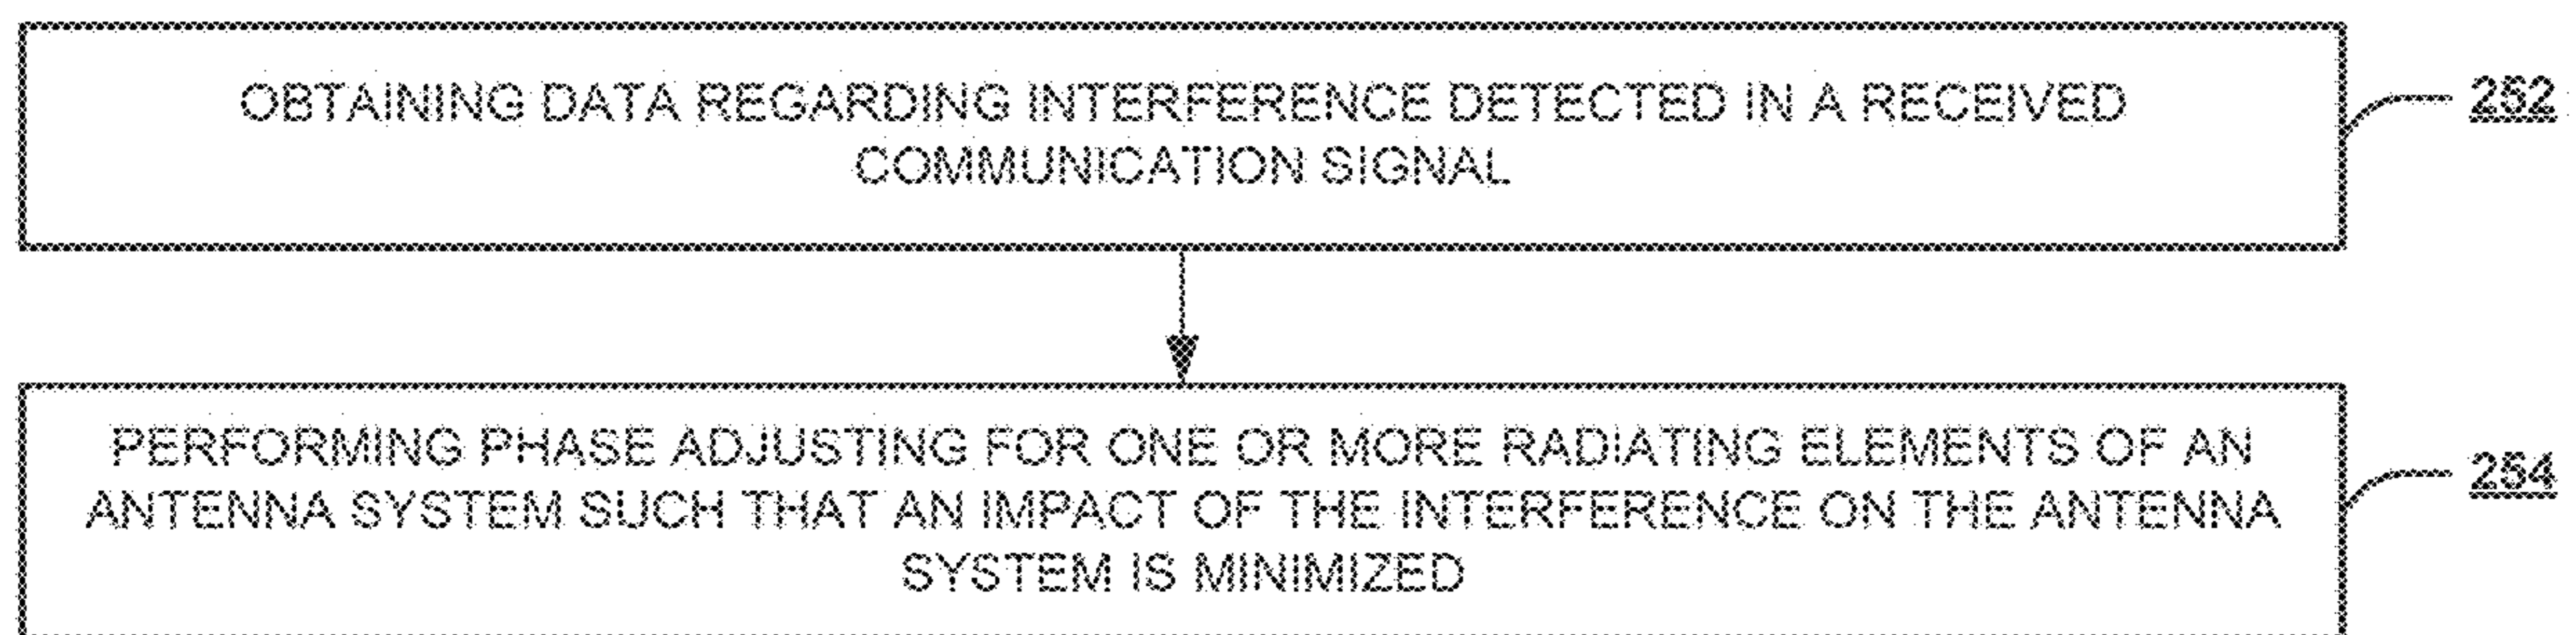 OBTAINING DATA REGARDING INTERFERENCE DETECTED IN A RECEIVED
COMMUNICATION SIGNAL
252
PERFORMING PHASE ADJUSTING FOR ONE OR MORE RADIATING ELEMENTS OF AN
ANTENNA SYSTEM SUCH THAT AN IMPACT OF THE INTERFERENCE ON THE ANTENNA
SYSTEM IS MINIMIZED
254